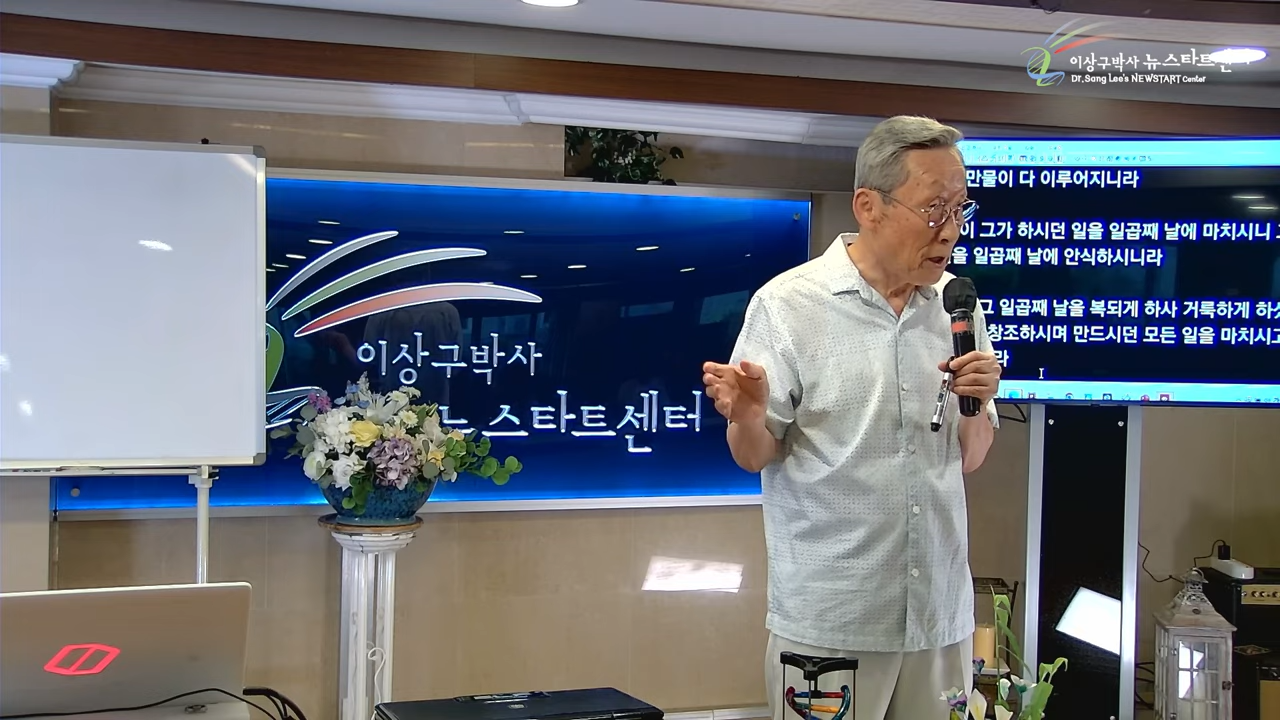 이상구박사 뉴스타트센
Dr. Sang Lee's NEWSTART Center
만물이 다 이루어지니라
이 그가 하시던 일을 일곱째 날에 마치시니
을 일곱째 날에 안식하시니라
그 일곱째 날을 복되게 하사 거룩하게 하
창조하시며 만드시던 모든 일을 마치시고
라
이상구박사
뉴스타트센터